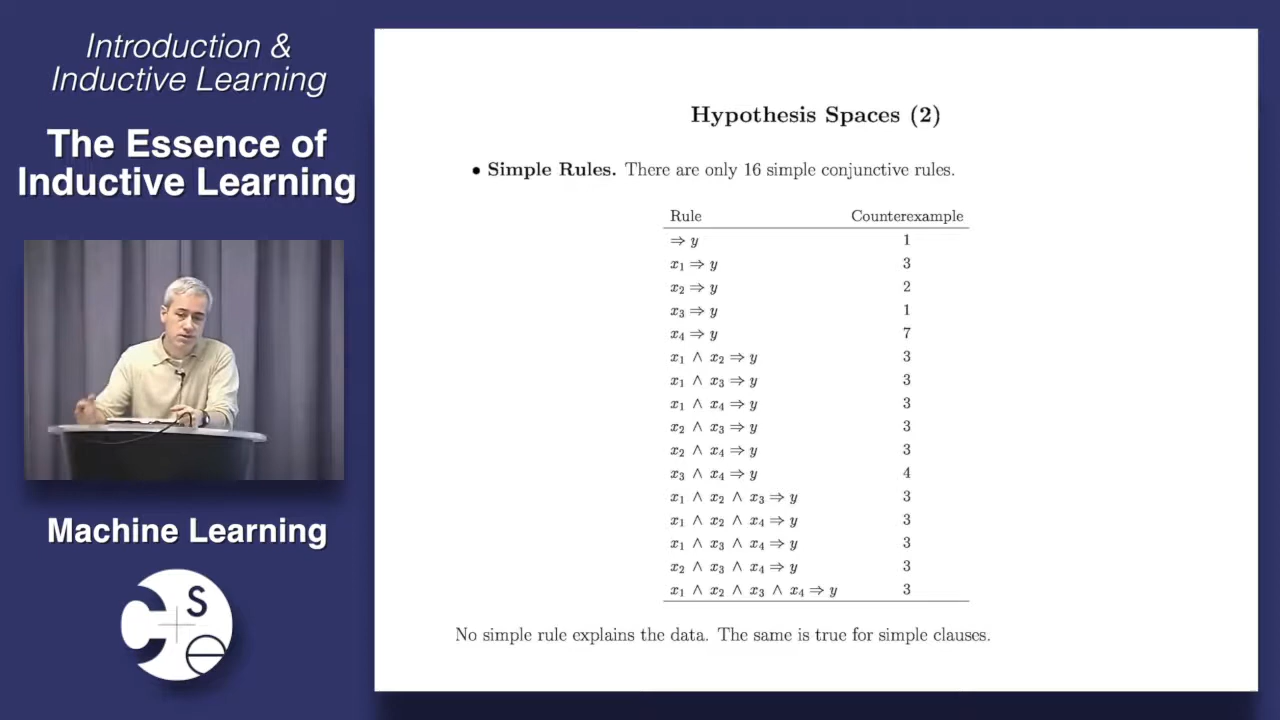 Introduction &
Inductive Learning
The Essence of
Inductive Learning
Machine Learning
C S e
Hypothesis Spaces (2)
• Simple Rules. There are only 16 simple conjunctive rules.
Rule Counterexample
⇒ y 1
x₁ ⇒ y 3
x₂ ⇒ y 2
x₃ ⇒ y 1
x₄ ⇒ y 7
x₁ ∧ x₂ ⇒ y 3
x₁ ∧ x₃ ⇒ y 3
x₁ ∧ x₄ ⇒ y 3
x₂ ∧ x₃ ⇒ y 3
x₂ ∧ x₄ ⇒ y 3
x₃ ∧ x₄ ⇒ y 4
x₁ ∧ x₂ ∧ x₃ ⇒ y 3
x₁ ∧ x₂ ∧ x₄ ⇒ y 3
x₁ ∧ x₃ ∧ x₄ ⇒ y 3
x₂ ∧ x₃ ∧ x₄ ⇒ y 3
x₁ ∧ x₂ ∧ x₃ ∧ x₄ ⇒ y 3
No simple rule explains the data. The same is true for simple clauses.